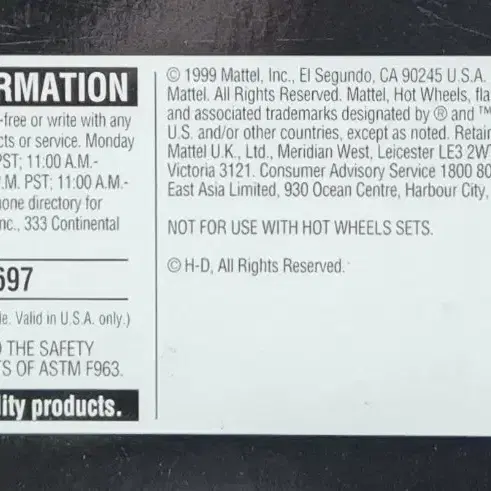 RMATION
-free or write with any
cts or service. Monday
PST; 11:00 A.M.-
.M. PST; 11:00 A.M.-
hone directory for
nc., 333 Continental
697
le. Valid in U.S.A. only.)
THE SAFETY
TS OF ASTM F963.
lity products.
© 1999 Mattel, Inc., El Segundo, CA 90245 U.S.A.
Mattel. All Rights Reserved. Mattel, Hot Wheels, fla
and associated trademarks designated by ® and ™
U.S. and/or other countries, except as noted. Retain
Mattel U.K., Ltd., Meridian West, Leicester LE3 2WT
Victoria 3121. Consumer Advisory Service 1800 80
East Asia Limited, 930 Ocean Centre, Harbour City,
NOT FOR USE WITH HOT WHEELS SETS.
© H-D, All Rights Reserved.